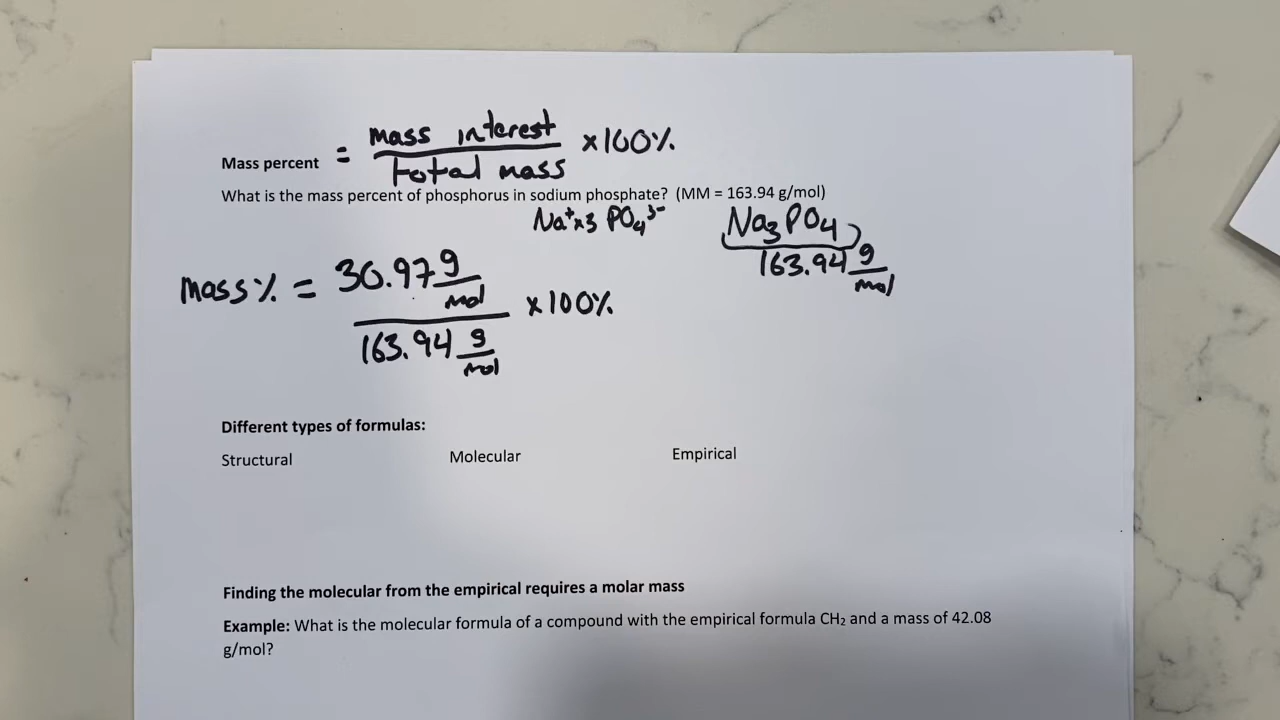 Mass percent = mass interest / total mass x100%
What is the mass percent of phosphorus in sodium phosphate? (MM = 163.94 g/mol)
Na⁺x3 PO₄³⁻ Na₃PO₄
163.94 g/mol
mass% = 30.97 g/mol / 163.94 g/mol x100%
Different types of formulas:
Structural Molecular Empirical
Finding the molecular from the empirical requires a molar mass
Example: What is the molecular formula of a compound with the empirical formula CH₂ and a mass of 42.08
g/mol?